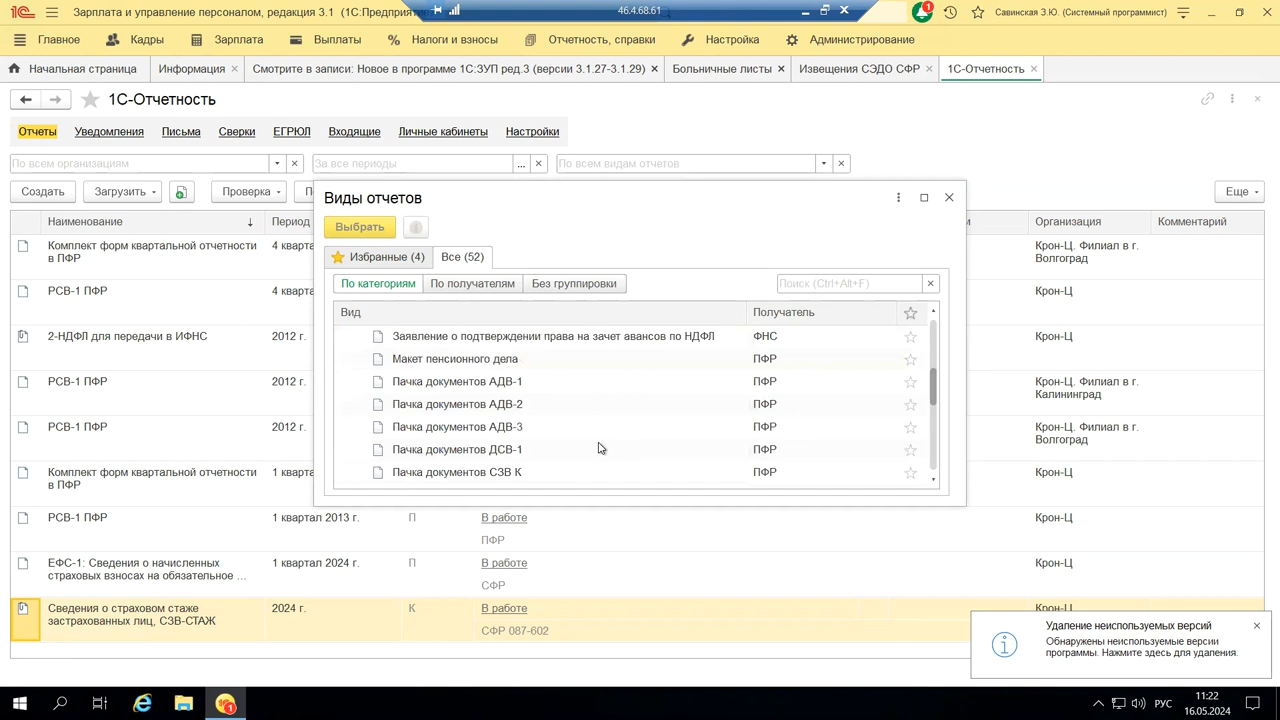 Зарплата и управление персоналом, редакция 3.1 (1С:Предприятие
46.4.68.61
1
Савинская З.Ю. (Системный программист)
Главное
Кадры
Зарплата
Выплаты
Налоги и взносы
Отчетность, справки
Настройка
Администрирование
Начальная страница
Информация
Смотрите в записи: Новое в программе 1С:ЗУП ред.3 (версии 3.1.27-3.1.29)
Больничные листы
Извещения СЭДО СФР
1С-Отчетность
1С-Отчетность
Отчеты
Уведомления
Письма
Сверки
ЕГРЮЛ
Входящие
Личные кабинеты
Настройки
По всем организациям
За все периоды
По всем видам отчетов
Создать
Загрузить
Проверка
Еще
Наименование
Период
Организация
Комментарий
Комплект форм квартальной отчетности
в ПФР
4 кварта
Крон-Ц. Филиал в г.
Волгоград
РСВ-1 ПФР
4 кварта
Крон-Ц
2-НДФЛ для передачи в ИФНС
2012 г.
Крон-Ц
РСВ-1 ПФР
2012 г.
Крон-Ц. Филиал в г.
Калининград
РСВ-1 ПФР
2012 г.
Крон-Ц. Филиал в г.
Волгоград
Комплект форм квартальной отчетности
в ПФР
1 кварта
Крон-Ц
РСВ-1 ПФР
1 квартал 2013 г.
П
В работе
ПФР
Крон-Ц
ЕФС-1: Сведения о начисленных
страховых взносах на обязательное ...
1 квартал 2024 г.
П
В работе
СФР
Крон-Ц
Сведения о страховом стаже
застрахованных лиц, СЗВ-СТАЖ
2024 г.
К
В работе
СФР 087-602
Крон-Ц
Виды отчетов
Выбрать
Избранные (4)
Все (52)
По категориям
По получателям
Без группировки
Поиск (Ctrl+Alt+F)
Вид
Получатель
Заявление о подтверждении права на зачет авансов по НДФЛ
ФНС
Макет пенсионного дела
ПФР
Пачка документов АДВ-1
ПФР
Пачка документов АДВ-2
ПФР
Пачка документов АДВ-3
ПФР
Пачка документов ДСВ-1
ПФР
Пачка документов СЗВ К
ПФР
Удаление неиспользуемых версий
Обнаружены неиспользуемые версии
программы. Нажмите здесь для удаления.
РУС
11:22
16.05.2024